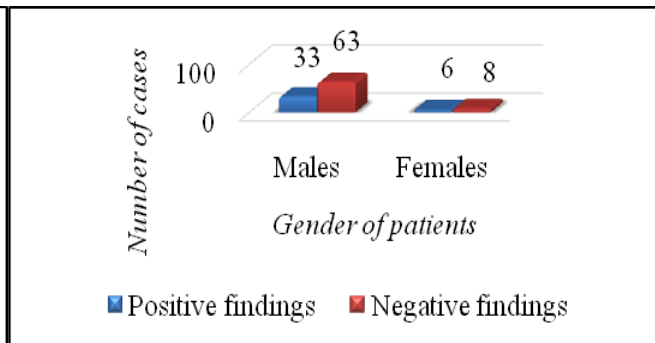 Number of cases
100
0
33
63
6
8
Males
Females
Gender of patients
Positive findings
Negative findings